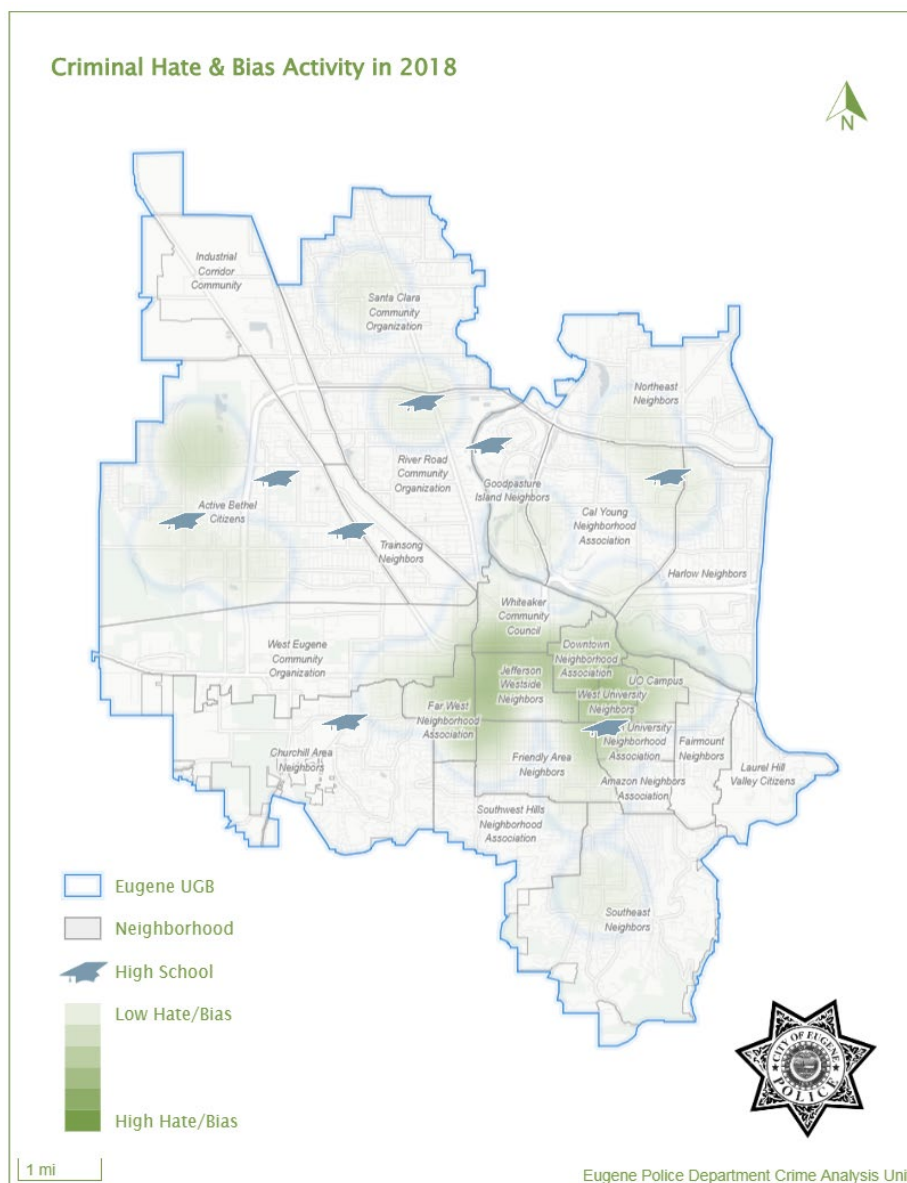 Criminal Hate & Bias Activity in 2018
N
Industrial
Corridor
Community
Santa Clara
Community
Organization
Northeast
Neighbors
River Road
Community
Organization
Goodpasture
Island Neighbors
Active Bethel
Citizens
Cal Young
Neighborhood
Association
Trainsong
Neighbors
Harlow Neighbors
Whiteaker
Community
Council
West Eugene
Community
Organization
Downtown
Neighborhood
Association
Jefferson
Westside
Neighbors
UO Campus
West University
Neighbors
Far West
Neighborhood
Association
University
Neighborhood
Association
Fairmount
Neighbors
Churchill Area
Neighbors
Friendly Area
Neighbors
Amazon Neighbors
Association
Laurel Hill
Valley Citizens
Southwest Hills
Neighborhood
Association
Southeast
Neighbors
Eugene UGB
Neighborhood
High School
Low Hate/Bias
High Hate/Bias
CITY OF EUGENE
POLICE
1 mi
Eugene Police Department Crime Analysis Uni